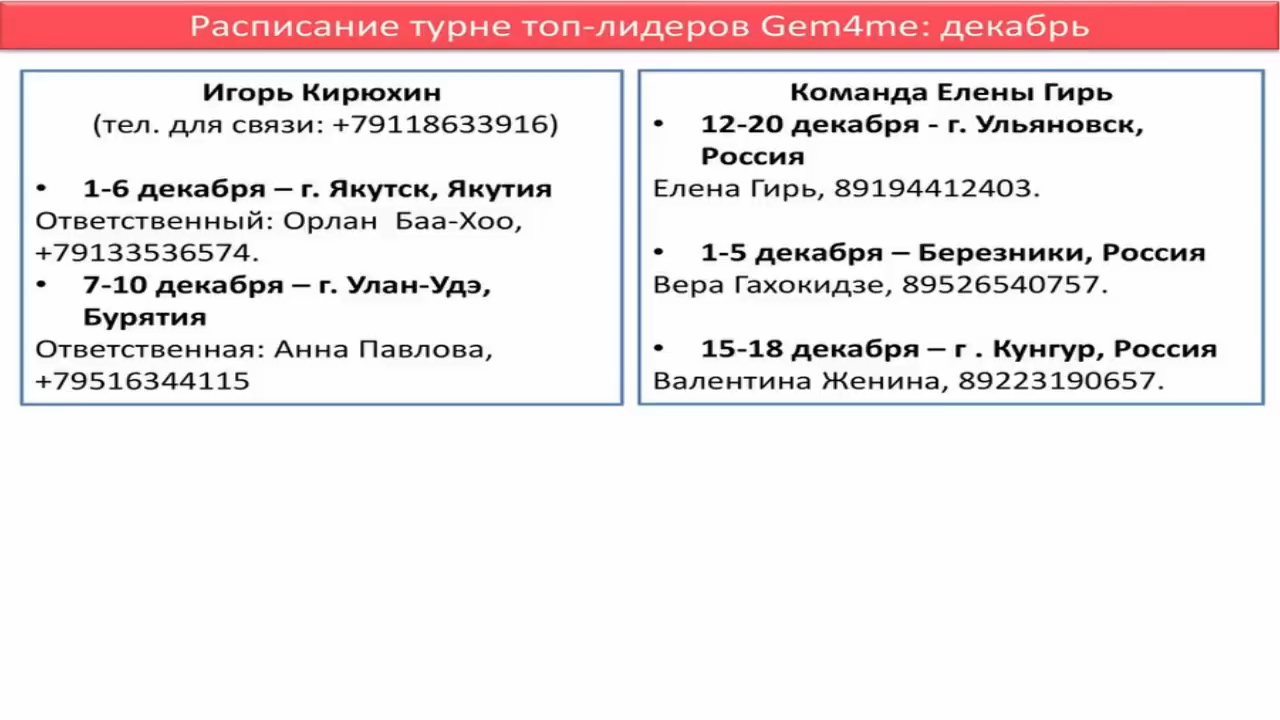 Расписание турне топ-лидеров Gem4me: декабрь
Игорь Кирюхин
(тел. для связи: +79118633916)
• 1-6 декабря – г. Якутск, Якутия
Ответственный: Орлан Баа-Хоо,
+79133536574.
• 7-10 декабря – г. Улан-Удэ,
Бурятия
Ответственная: Анна Павлова,
+79516344115
Команда Елены Гирь
• 12-20 декабря - г. Ульяновск,
Россия
Елена Гирь, 89194412403.
• 1-5 декабря – Березники, Россия
Вера Гахокидзе, 89526540757.
• 15-18 декабря – г . Кунгур, Россия
Валентина Женина, 89223190657.